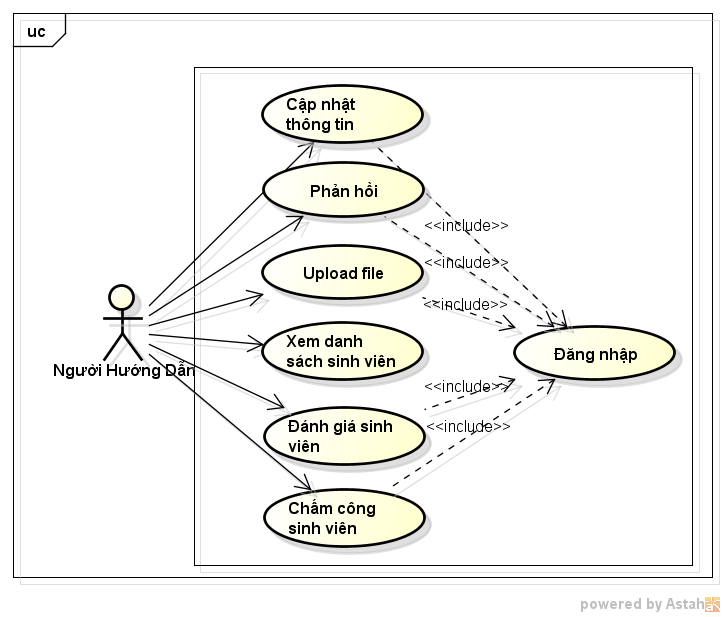 uc
Cập nhật
thông tin
Phản hồi
<<include>>
<<include>>
Upload file
<<include>>
Xem danh
sách sinh viên
Đăng nhập
Người Hướng Dẫn
<<include>>
Đánh giá sinh
viên
<<include>>
Chấm công
sinh viên
powered by Astah